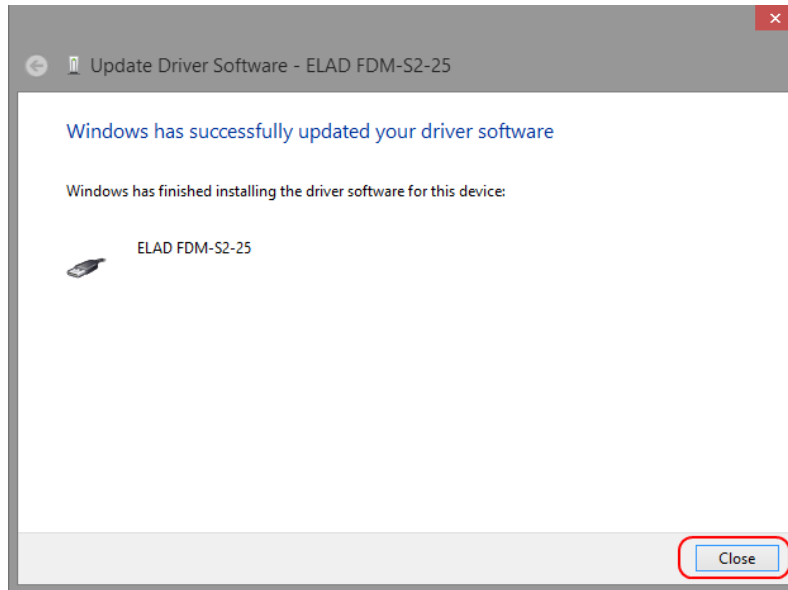 Update Driver Software - ELAD FDM-S2-25
Windows has successfully updated your driver software
Windows has finished installing the driver software for this device:
ELAD FDM-S2-25
Close